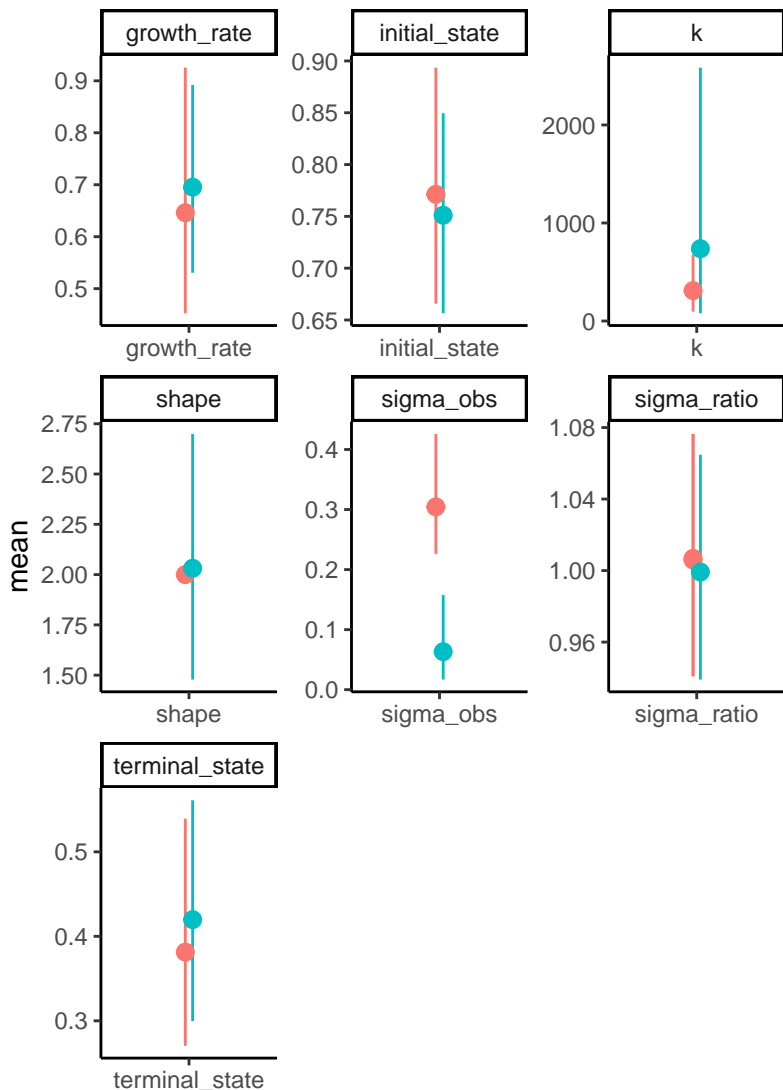 growth_rate
initial_state
k
0.9
0.8
0.7
0.6
0.5
0.90
0.85
0.80
0.75
0.70
0.65
2000
1000
0
growth_rate
initial_state
k
shape
sigma_obs
sigma_ratio
mean
2.75
2.50
2.25
2.00
1.75
1.50
0.4
0.3
0.2
0.1
0.0
1.08
1.04
1.00
0.96
shape
sigma_obs
sigma_ratio
terminal_state
0.5
0.4
0.3
terminal_state